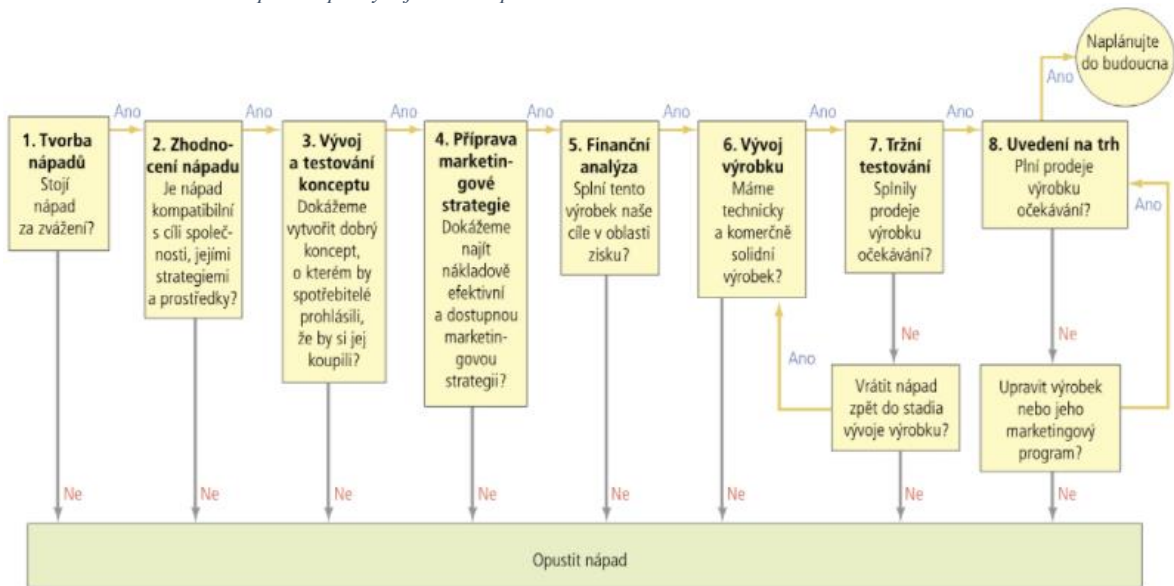 Naplánujte
do budoucna
Ano
Ano
Ano
Ano
Ano
Ano
Ano
Ano
1. Tvorba
nápadů
Stojí
nápad
za zvážení?
2. Zhodno-
cení nápadu
Je nápad
kompatibilní
s cíli společ-
nosti, jejími
strategiemi
a prostředky?
3. Vývoj
a testování
konceptu
Dokážeme
vytvořit dobrý
koncept,
o kterém by
spotřebitelé
prohlásili,
že by si jej
koupili?
4. Příprava
marketin-
gové
strategie
Dokážeme
najít
nákladově
efektivní
a dostupnou
marketin-
govou
strategii?
5. Finanční
analýza
Splní tento
výrobek naše
cíle v oblasti
zisku?
6. Vývoj
výrobku
Máme
technicky
a komerčně
solidní
výrobek?
7. Tržní
testování
Splnily
prodeje
výrobku
očekávání?
8. Uvedení na trh
Plní prodeje
výrobku
očekávání?
Ano
Ne
Ne
Ano
Vrátit nápad
zpět do stadia
vývoje výrobku?
Upravit výrobek
nebo jeho
marketingový
program?
Ne
Ne
Ne
Ne
Ne
Ne
Ne
Ne
Opustit nápad